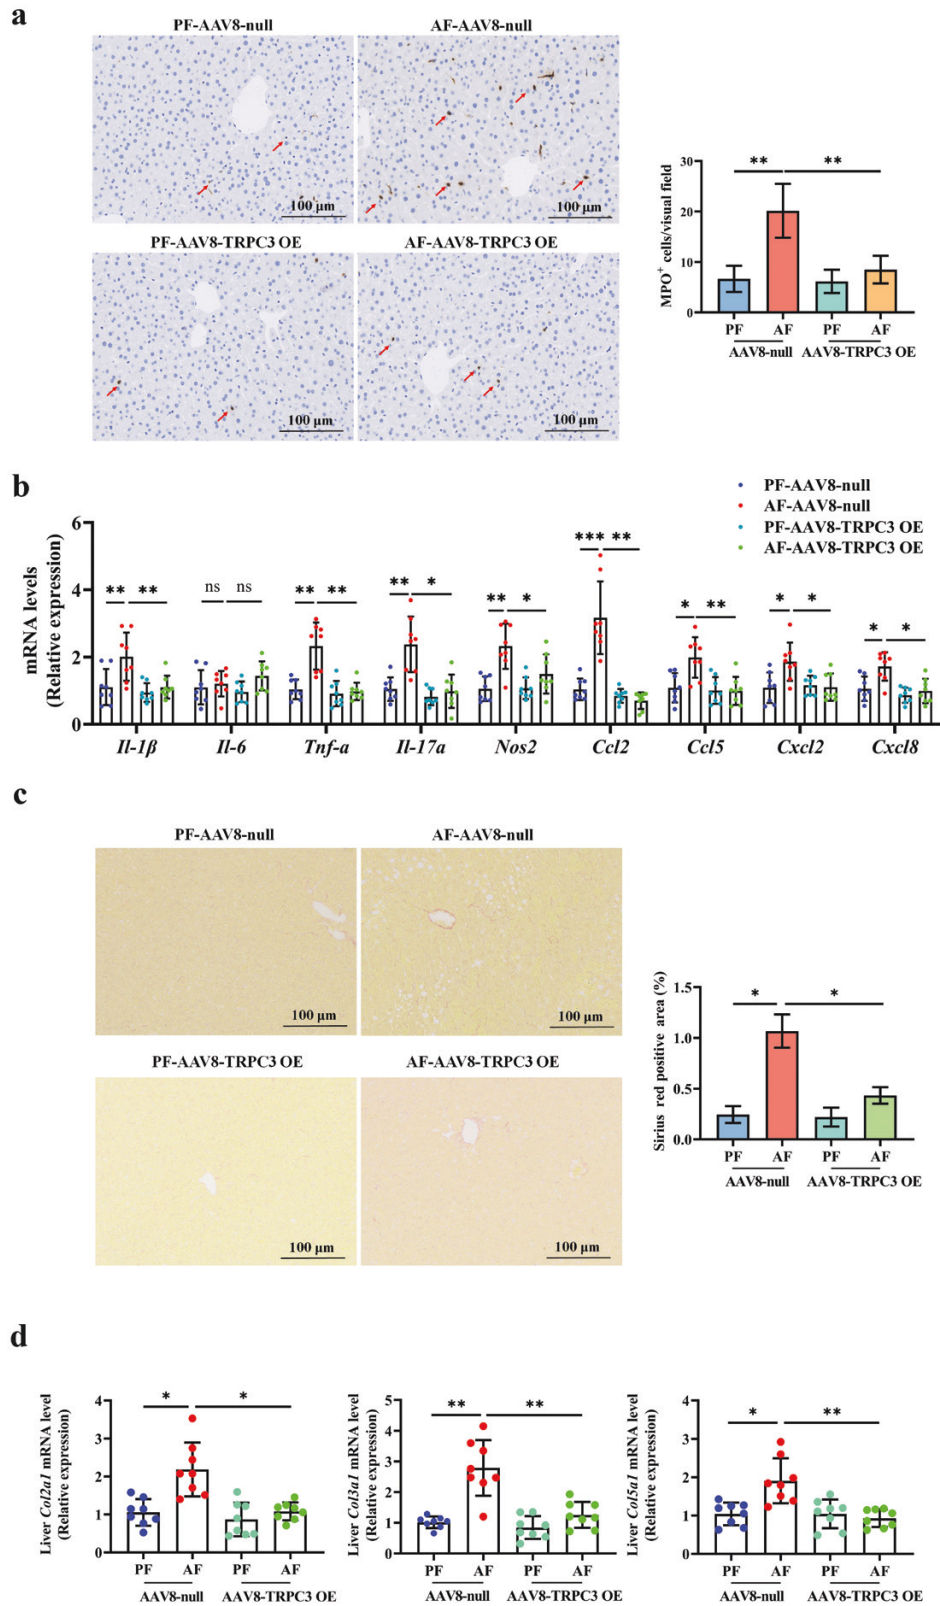 a
PF-AAV8-null
AF-AAV8-null
100 µm
100 µm
PF-AAV8-TRPC3 OE
AF-AAV8-TRPC3 OE
100 µm
100 µm
MPO⁺ cells/visual field
30
20
10
0
** **
PF AF PF AF
AAV8-null AAV8-TRPC3 OE
b
PF-AAV8-null
AF-AAV8-null
PF-AAV8-TRPC3 OE
AF-AAV8-TRPC3 OE
mRNA levels
(Relative expression)
6
4
2
0
** ** ns ns ** ** ** * ** * *** ** * ** * * * *
Il-1β Il-6 Tnf-a Il-17a Nos2 Ccl2 Ccl5 Cxcl2 Cxcl8
c
PF-AAV8-null
AF-AAV8-null
100 µm
100 µm
PF-AAV8-TRPC3 OE
AF-AAV8-TRPC3 OE
100 µm
100 µm
Sirius red positive area (%)
1.5
1.0
0.5
0.0
* *
PF AF PF AF
AAV8-null AAV8-TRPC3 OE
d
Liver Col2a1 mRNA level
(Relative expression)
4
3
2
1
0
* *
PF AF PF AF
AAV8-null AAV8-TRPC3 OE
Liver Col3a1 mRNA level
(Relative expression)
5
4
3
2
1
0
** **
PF AF PF AF
AAV8-null AAV8-TRPC3 OE
Liver Col5a1 mRNA level
(Relative expression)
4
3
2
1
0
* **
PF AF PF AF
AAV8-null AAV8-TRPC3 OE